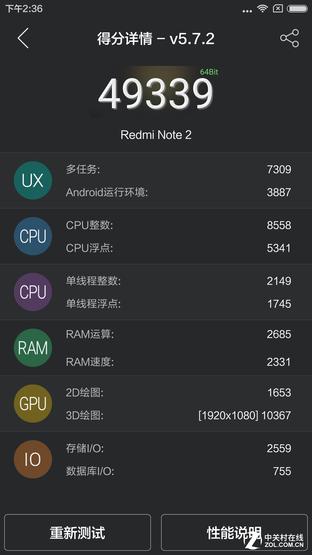 下午2:36
得分详情 – v5.7.2
64Bit
49339
Redmi Note 2
UX
多任务: 7309
Android运行环境: 3887
CPU
CPU整数: 8558
CPU浮点: 5341
CPU
单线程整数: 2149
单线程浮点: 1745
RAM
RAM运算: 2685
RAM速度: 2331
GPU
2D绘图: 1653
3D绘图: [1920x1080] 10367
IO
存储I/O: 2559
数据库I/O: 755
重新测试
性能说明
中关村在线
ZOL.COM.CN